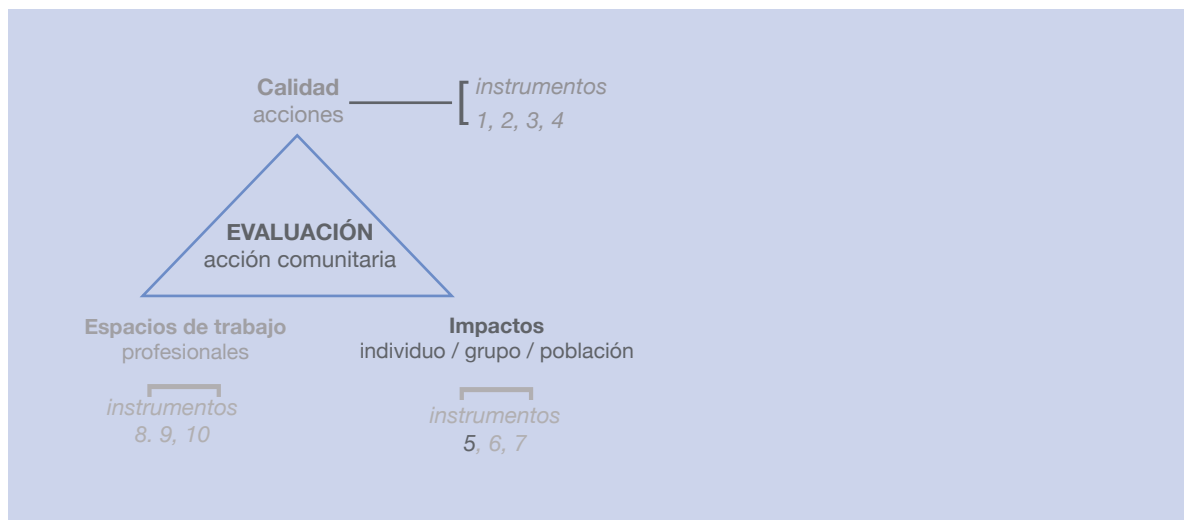 Calidad
acciones
instrumentos
1, 2, 3, 4
EVALUACIÓN
acción comunitaria
Espacios de trabajo
profesionales
instrumentos
8. 9, 10
Impactos
individuo / grupo / población
instrumentos
5, 6, 7